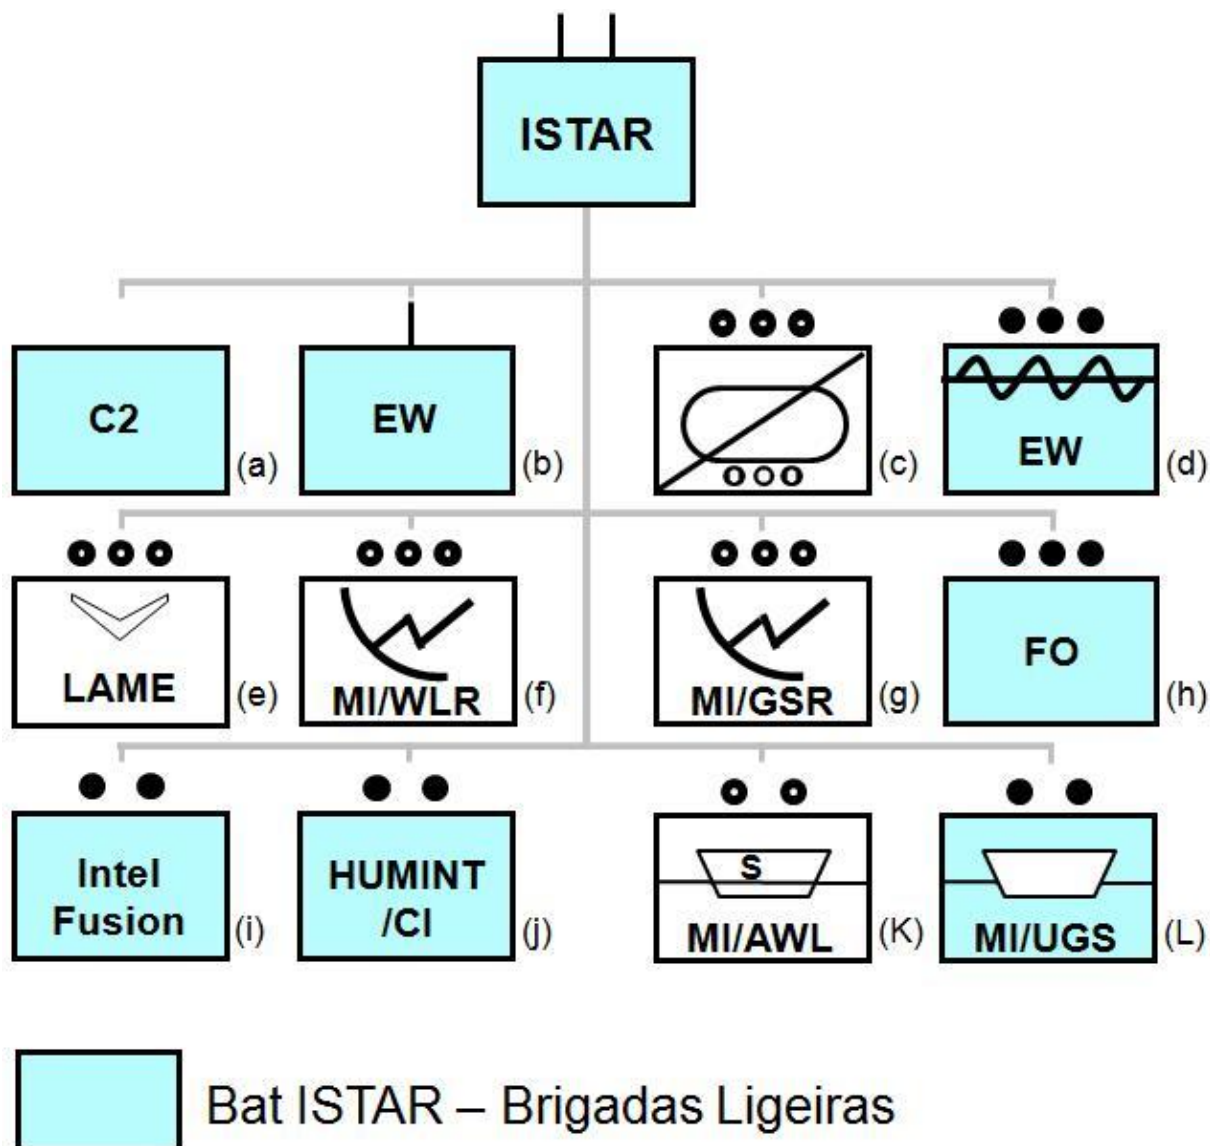 ISTAR
C2
(a)
EW
(b)
(c)
EW
(d)
LAME
(e)
MI/WLR
(f)
MI/GSR
(g)
FO
(h)
Intel
Fusion
(i)
HUMINT
/CI
(j)
S
MI/AWL
(K)
MI/UGS
(L)
Bat ISTAR – Brigadas Ligeiras